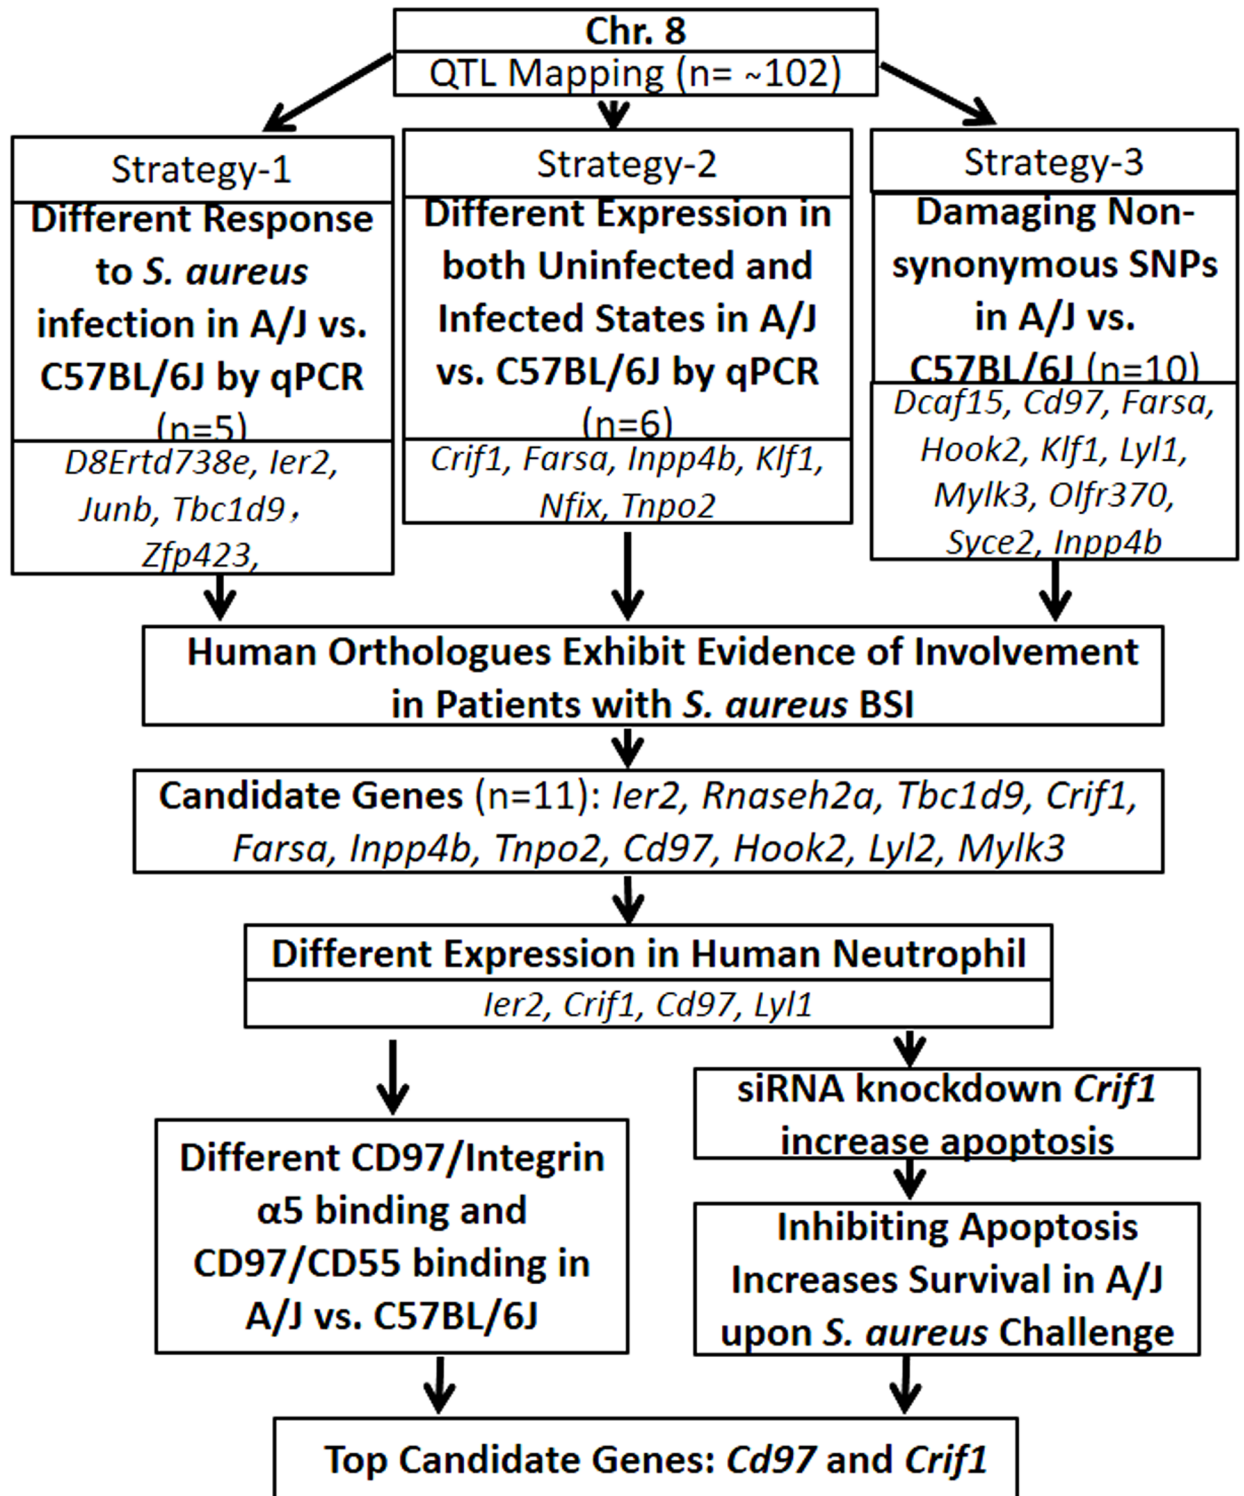 Chr. 8
QTL Mapping (n= ~102)
Strategy-1
Different Response
to S. aureus
infection in A/J vs.
C57BL/6J by qPCR
(n=5)
D8Ertd738e, Ier2,
Junb, Tbc1d9，
Zfp423,
Strategy-2
Different Expression in
both Uninfected and
Infected States in A/J
vs. C57BL/6J by qPCR
(n=6)
Crif1, Farsa, Inpp4b, Klf1,
Nfix, Tnpo2
Strategy-3
Damaging Non-
synonymous SNPs
in A/J vs.
C57BL/6J (n=10)
Dcaf15, Cd97, Farsa,
Hook2, Klf1, Lyl1,
Mylk3, Olfr370,
Syce2, Inpp4b
Human Orthologues Exhibit Evidence of Involvement
in Patients with S. aureus BSI
Candidate Genes (n=11): Ier2, Rnaseh2a, Tbc1d9, Crif1,
Farsa, Inpp4b, Tnpo2, Cd97, Hook2, Lyl2, Mylk3
Different Expression in Human Neutrophil
Ier2, Crif1, Cd97, Lyl1
Different CD97/Integrin
α5 binding and
CD97/CD55 binding in
A/J vs. C57BL/6J
siRNA knockdown Crif1
increase apoptosis
Inhibiting Apoptosis
Increases Survival in A/J
upon S. aureus Challenge
Top Candidate Genes: Cd97 and Crif1